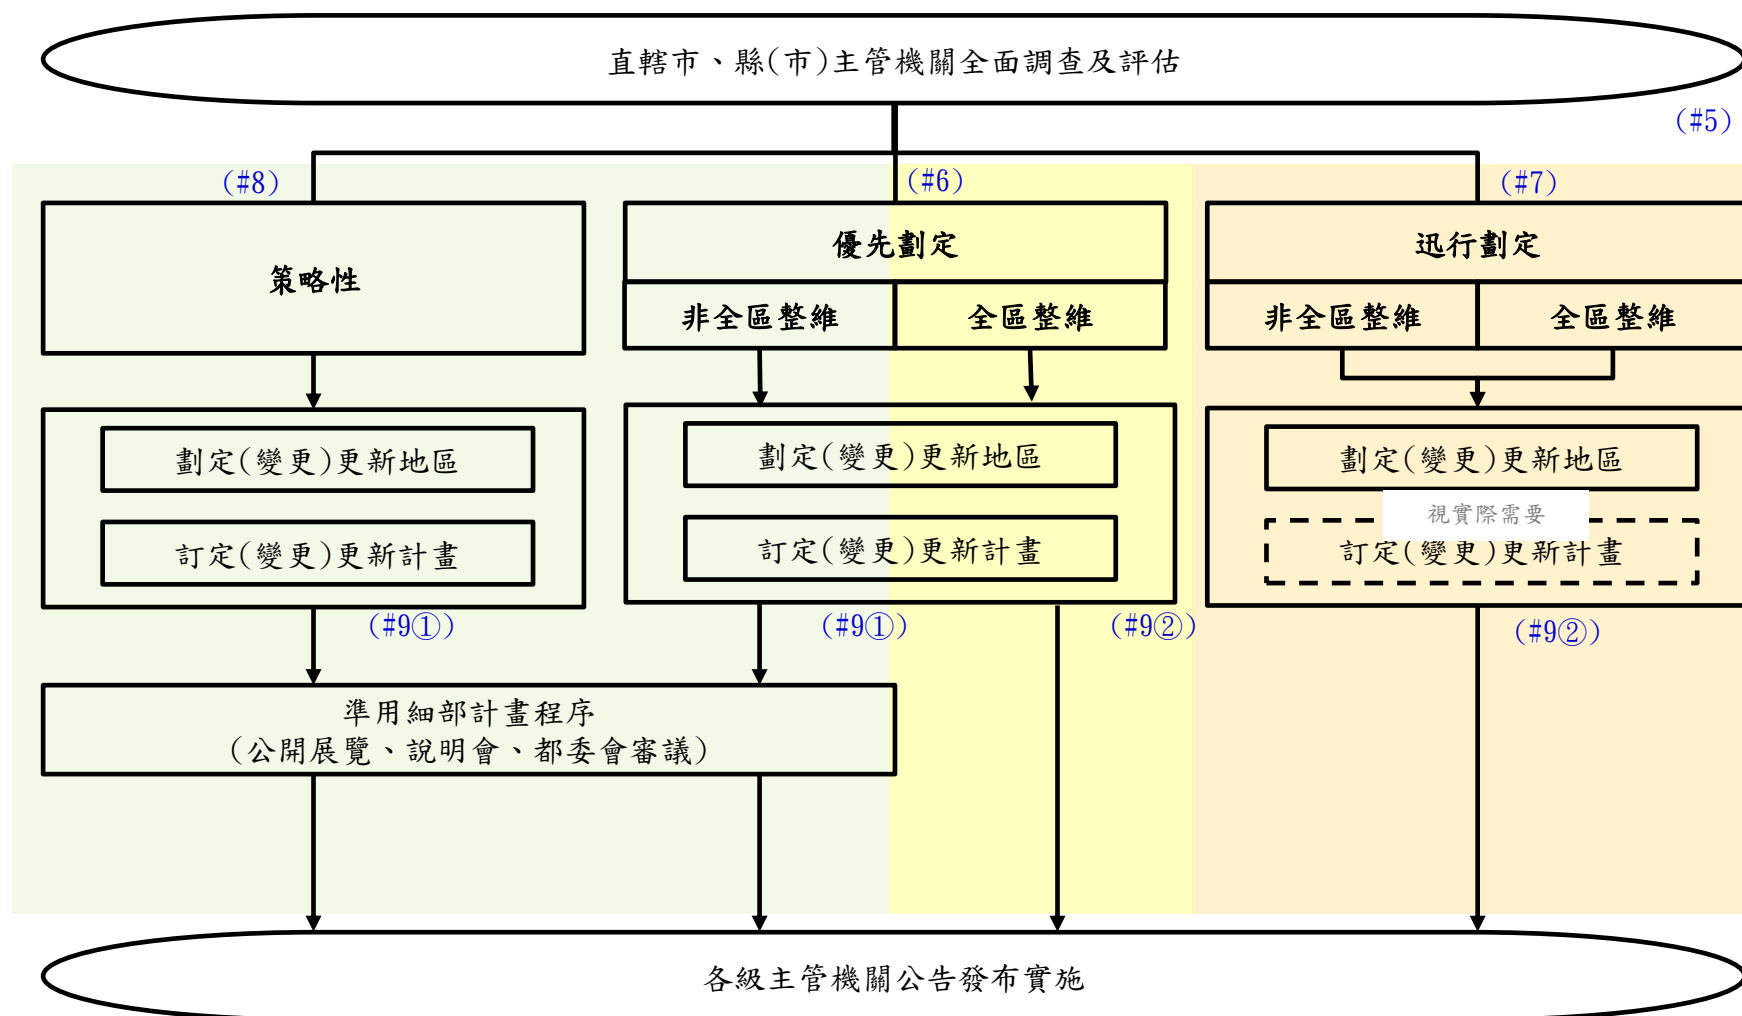 直轄市、縣(市)主管機關全面調查及評估
(#5)
(#8)
(#6)
(#7)
策略性
優先劃定
迅行劃定
非全區整維
全區整維
非全區整維
全區整維
劃定(變更)更新地區
劃定(變更)更新地區
劃定(變更)更新地區
視實際需要
訂定(變更)更新計畫
訂定(變更)更新計畫
訂定(變更)更新計畫
(#9①)
(#9①)
(#9②)
(#9②)
準用細部計畫程序
(公開展覽、說明會、都委會審議)
各級主管機關公告發布實施